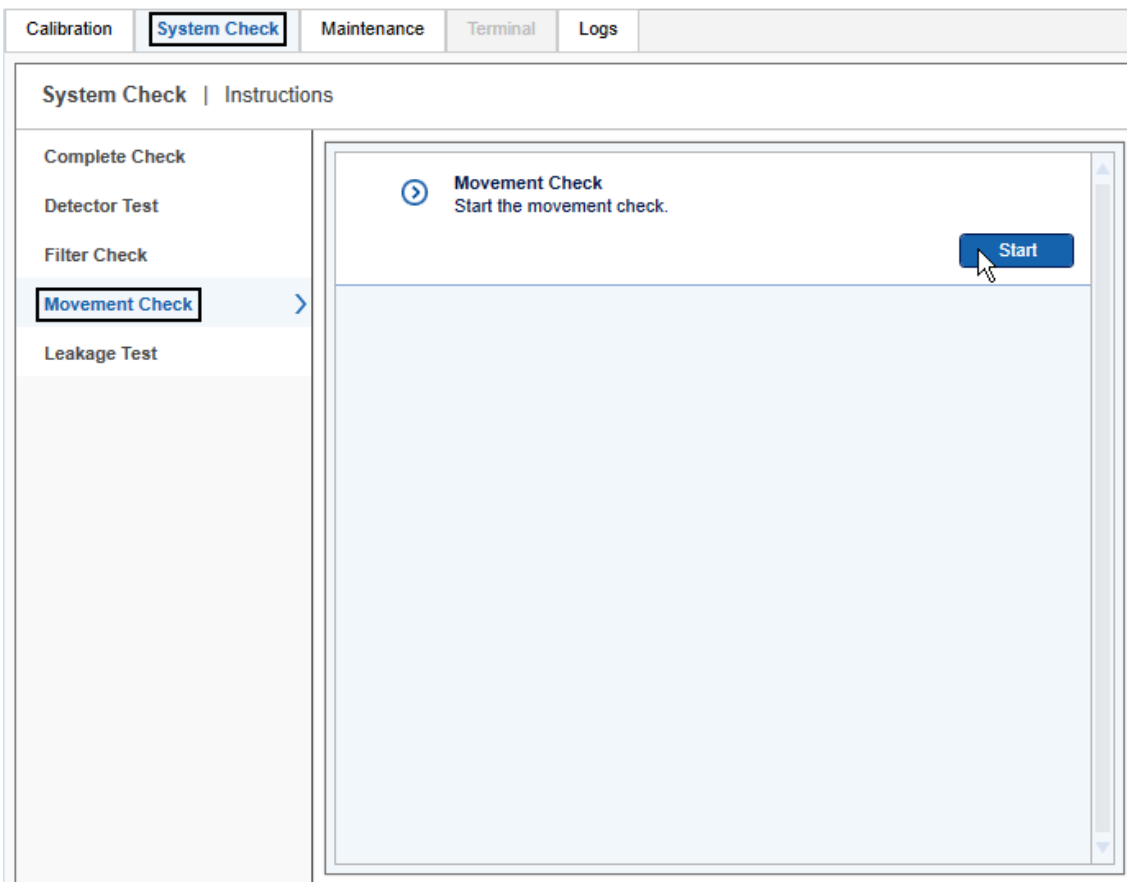 Calibration System Check Maintenance Terminal Logs
System Check | Instructions
Complete Check
Detector Test
Filter Check
Movement Check
Leakage Test
Movement Check
Start the movement check.
Start